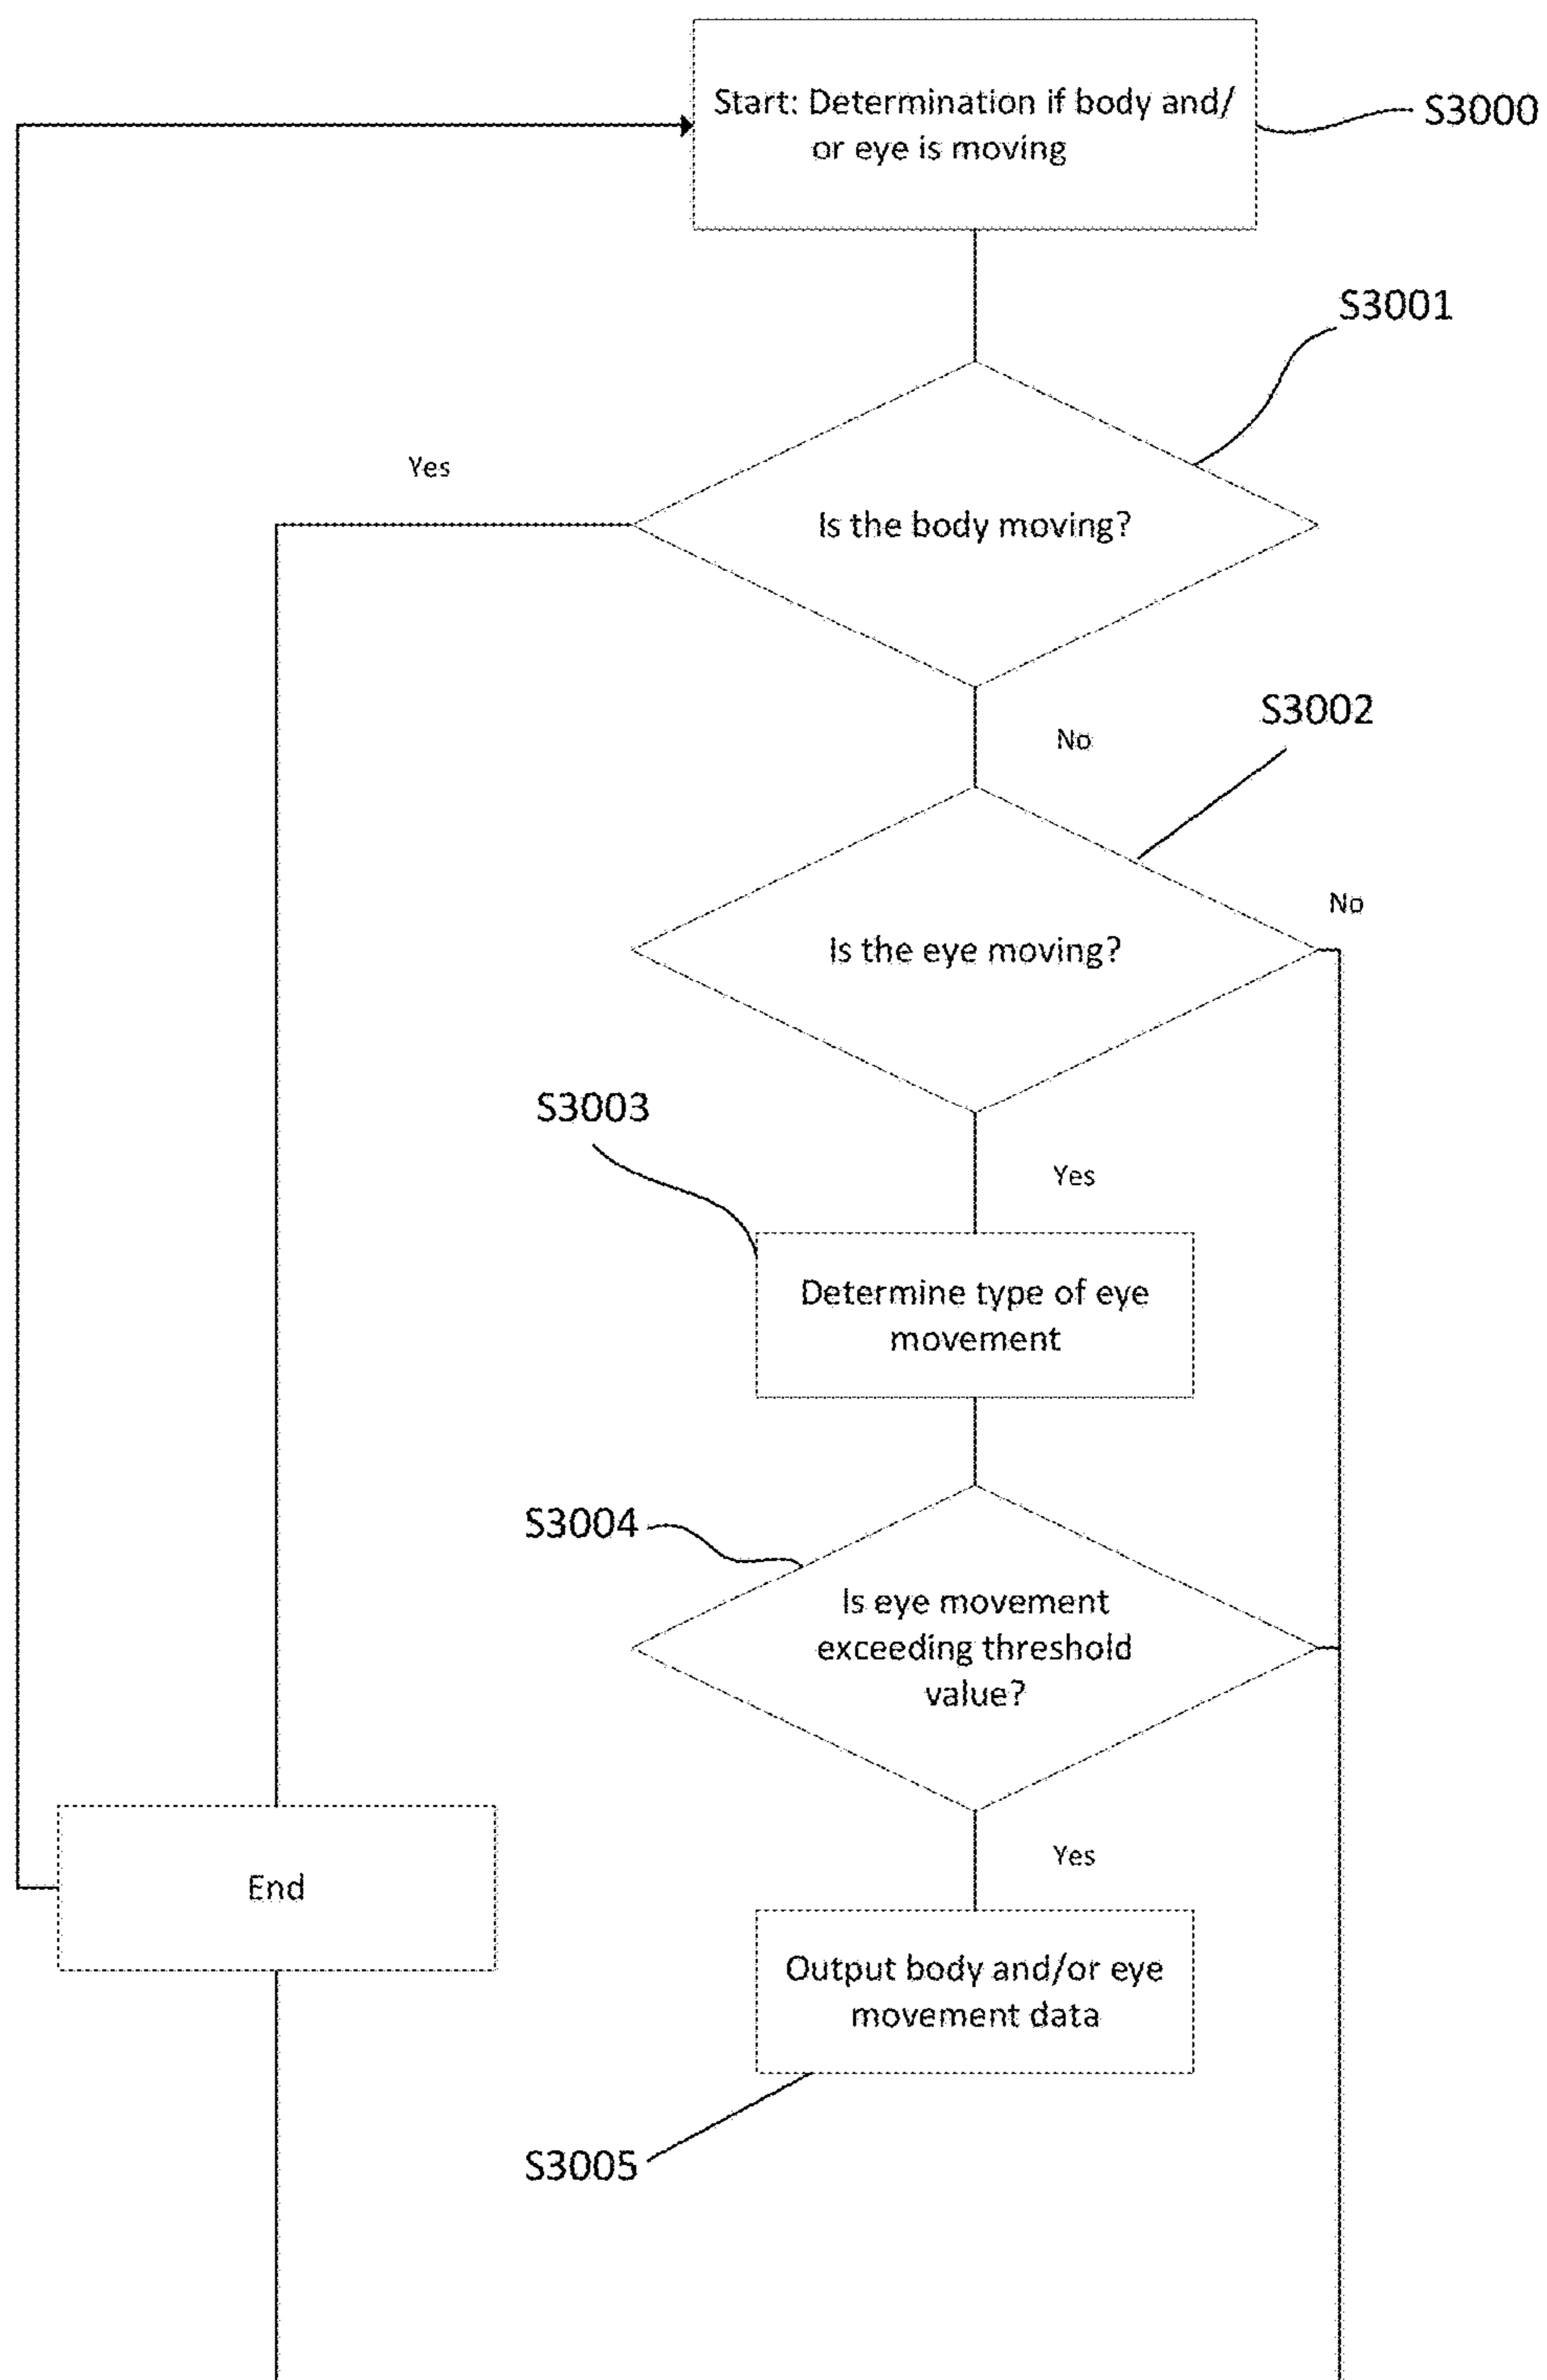 Start: Determination if body and/
or eye is moving
S3000
S3001
Yes
Is the body moving?
S3002
No
No
Is the eye moving?
S3003
Yes
Determine type of eye
movement
S3004
Is eye movement
exceeding threshold
value?
Yes
End
Output body and/or eye
movement data
S3005